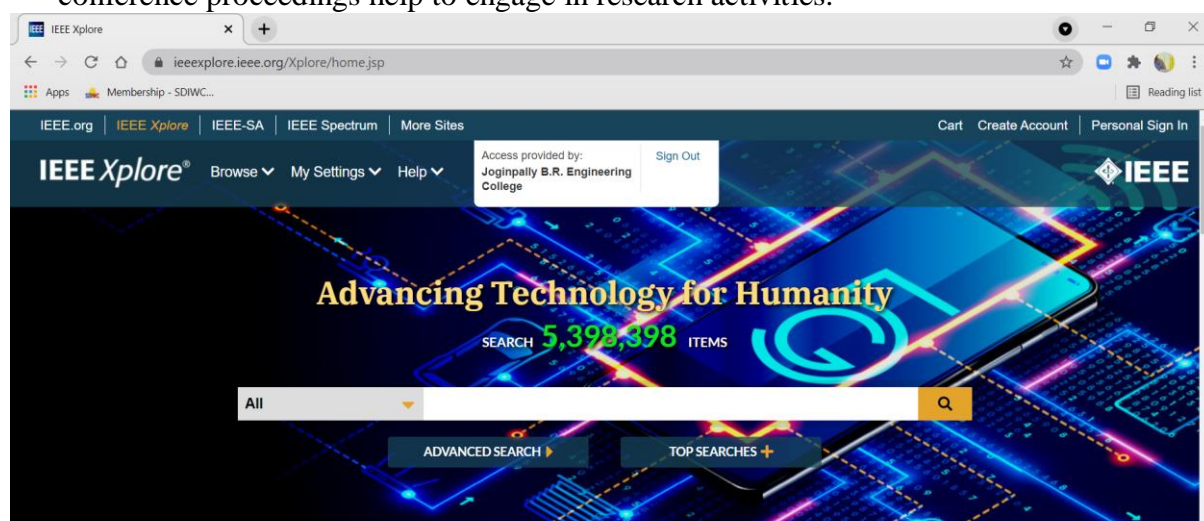 conference proceedings help to engage in research activities.
IEEE Xplore
ieeexplore.ieee.org/Xplore/home.jsp
Apps Membership - SDIWC... Reading list
IEEE.org IEEE Xplore IEEE-SA IEEE Spectrum More Sites Cart Create Account Personal Sign In
IEEE Xplore® Browse My Settings Help
Access provided by: Sign Out
Joginpally B.R. Engineering
College
IEEE
Advancing Technology for Humanity
SEARCH 5,398,398 ITEMS
All
ADVANCED SEARCH TOP SEARCHES +